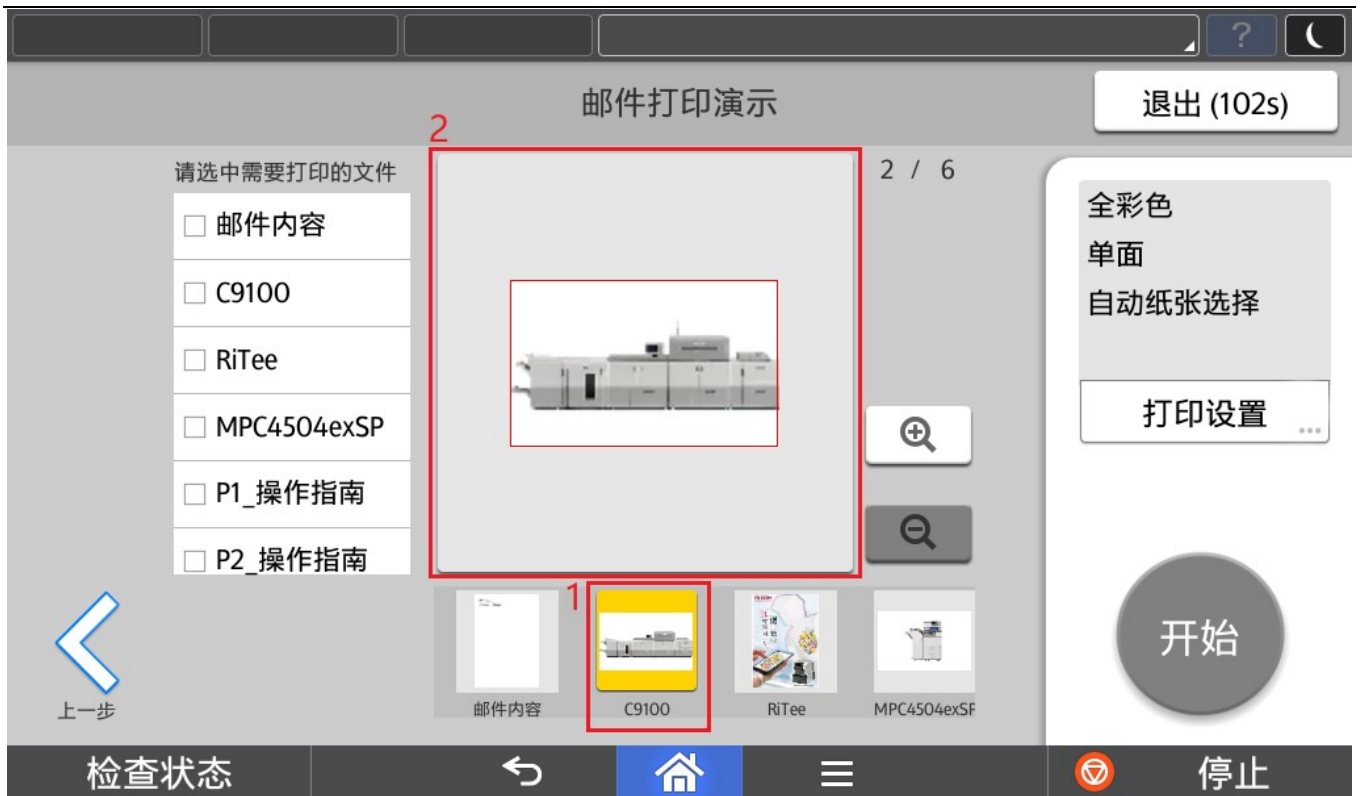 ?
邮件打印演示
退出 (102s)
2
请选中需要打印的文件
2 / 6
邮件内容
C9100
RiTee
MPC4504exSP
P1_操作指南
P2_操作指南
全彩色
单面
自动纸张选择
打印设置
...
1
开始
上一步
邮件内容
C9100
RiTee
MPC4504exSP
检查状态
停止